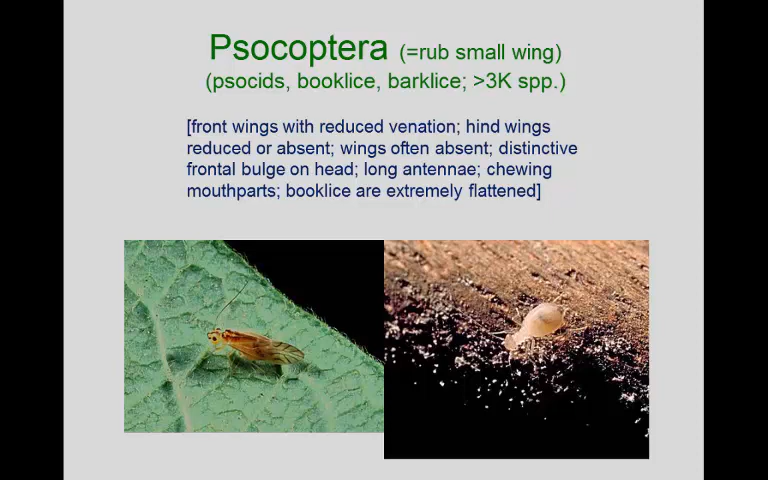 Psocoptera (=rub small wing)
(psocids, booklice, barklice; >3K spp.)
[front wings with reduced venation; hind wings
reduced or absent; wings often absent; distinctive
frontal bulge on head; long antennae; chewing
mouthparts; booklice are extremely flattened]